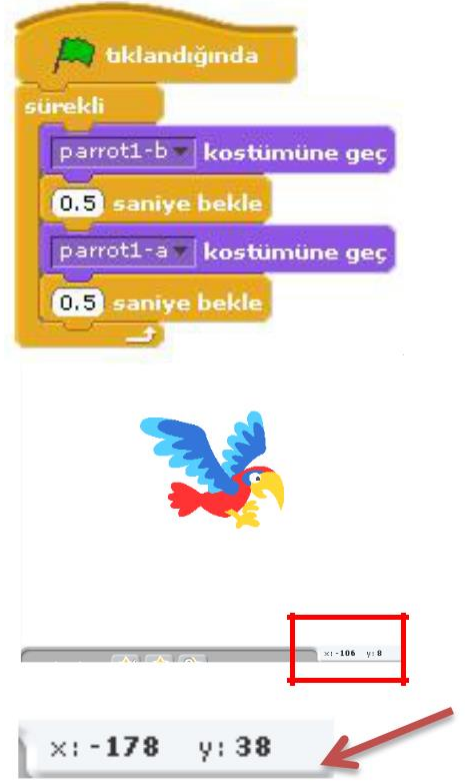 tıklandığında
sürekli
parrot1-b kostümüne geç
0.5 saniye bekle
parrot1-a kostümüne geç
0.5 saniye bekle
x: -106 y: 8
x: -178 y: 38